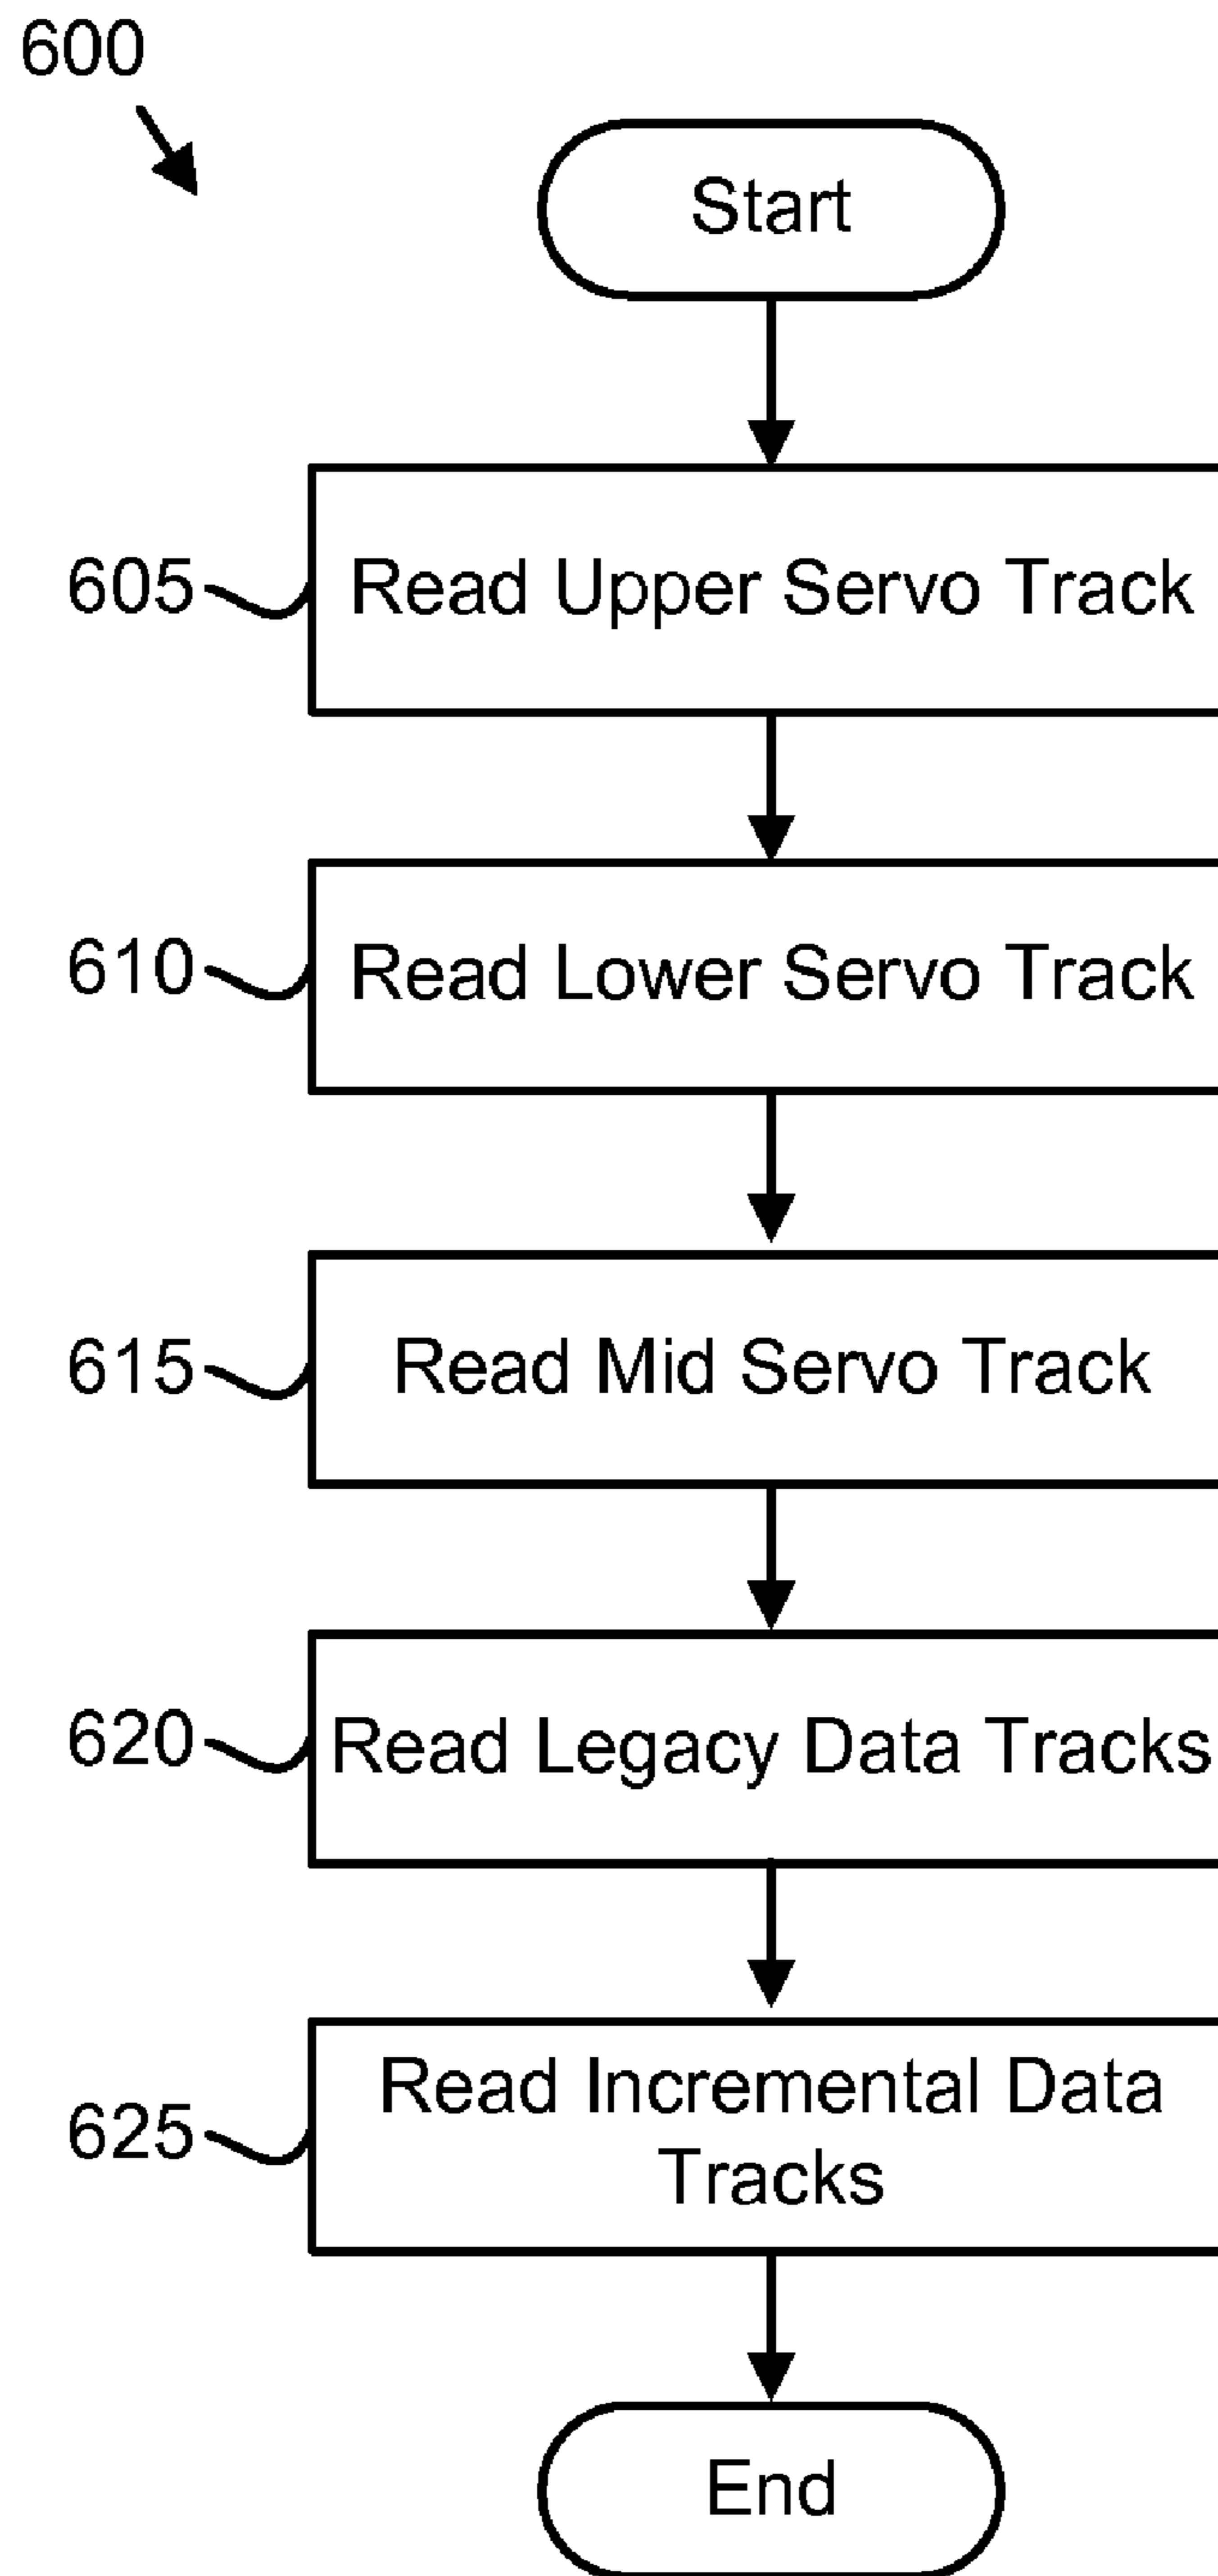 600
Start
605
Read Upper Servo Track
610
Read Lower Servo Track
615
Read Mid Servo Track
620
Read Legacy Data Tracks
625
Read Incremental Data
Tracks
End